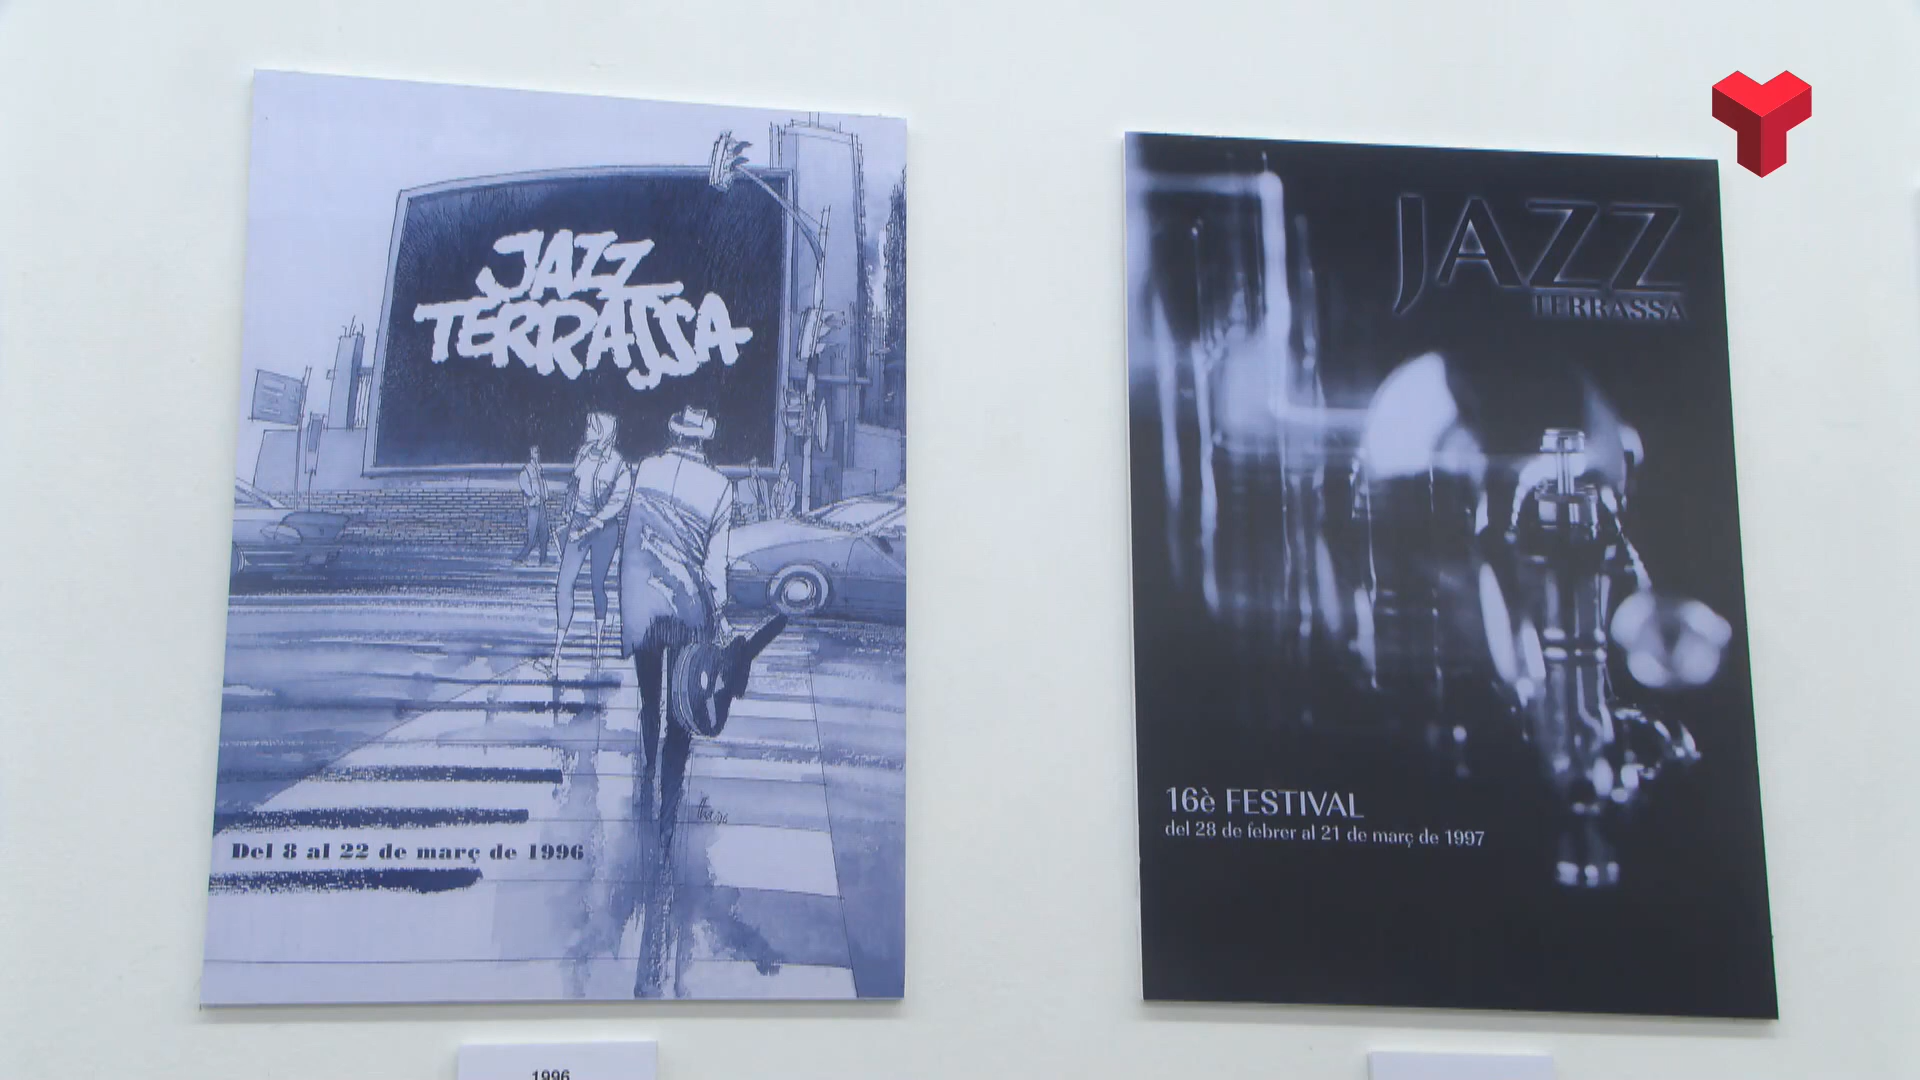 JAZZ
TERRASSA
Del 8 al 22 de març de 1996
1996
JAZZ
TERRASSA
16è FESTIVAL
del 28 de febrer al 21 de març de 1997